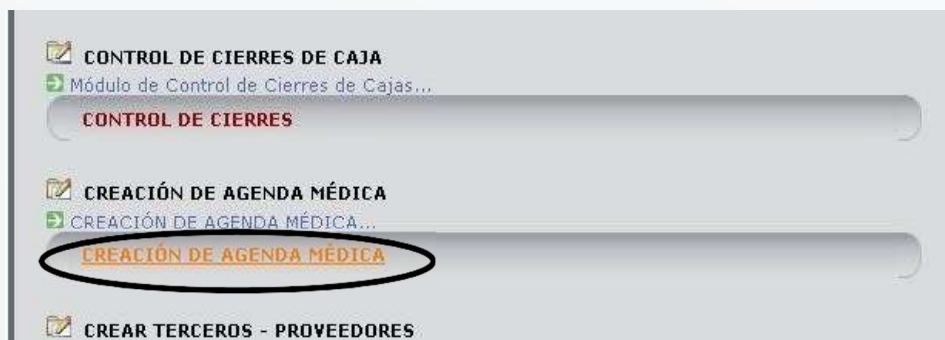 CONTROL DE CIERRES DE CAJA
Módulo de Control de Cierres de Cajas...
CONTROL DE CIERRES
CREACIÓN DE AGENDA MÉDICA
CREACIÓN DE AGENDA MÉDICA...
CREACIÓN DE AGENDA MÉDICA
CREAR TERCEROS - PROVEEDORES